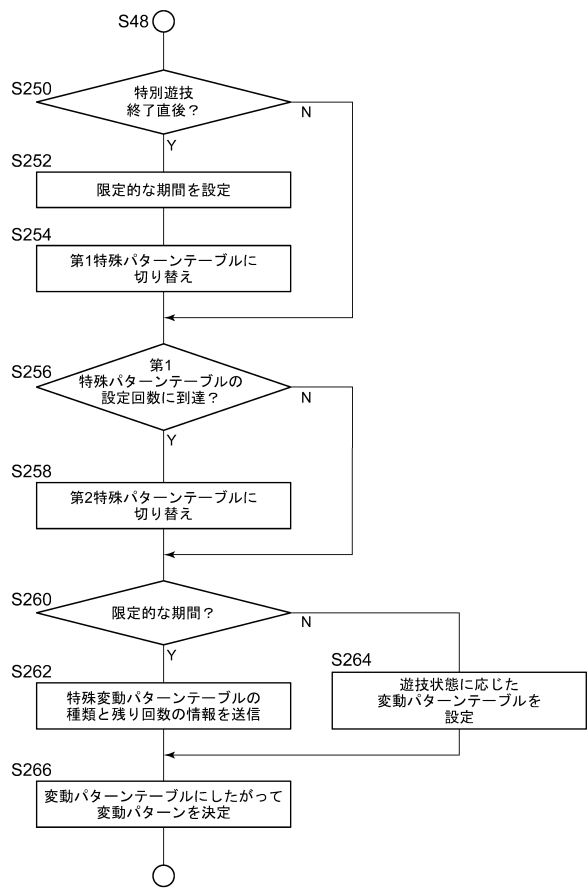 S48
S250
特別遊技
終了直後？
N
Y
S252
限定的な期間を設定
S254
第1特殊パターンテーブルに
切り替え
S256
第1
特殊パターンテーブルの
設定回数に到達？
N
Y
S258
第2特殊パターンテーブルに
切り替え
S260
限定的な期間？
N
Y
S262
特殊変動パターンテーブルの
種類と残り回数の情報を送信
S264
遊技状態に応じた
変動パターンテーブルを
設定
S266
変動パターンテーブルにしたがって
変動パターンを決定